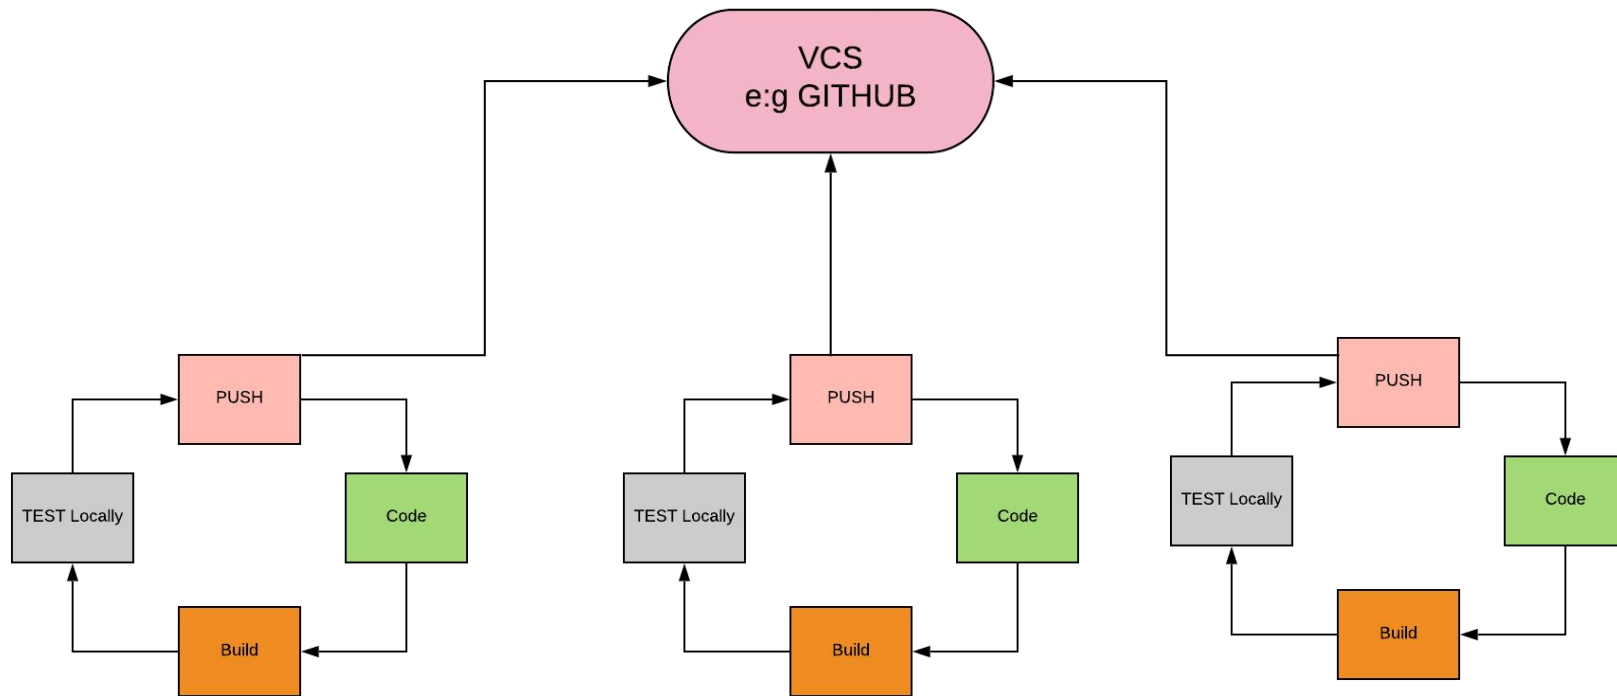 VCS
e:g GITHUB
PUSH
TEST Locally
Code
Build
PUSH
TEST Locally
Code
Build
PUSH
TEST Locally
Code
Build